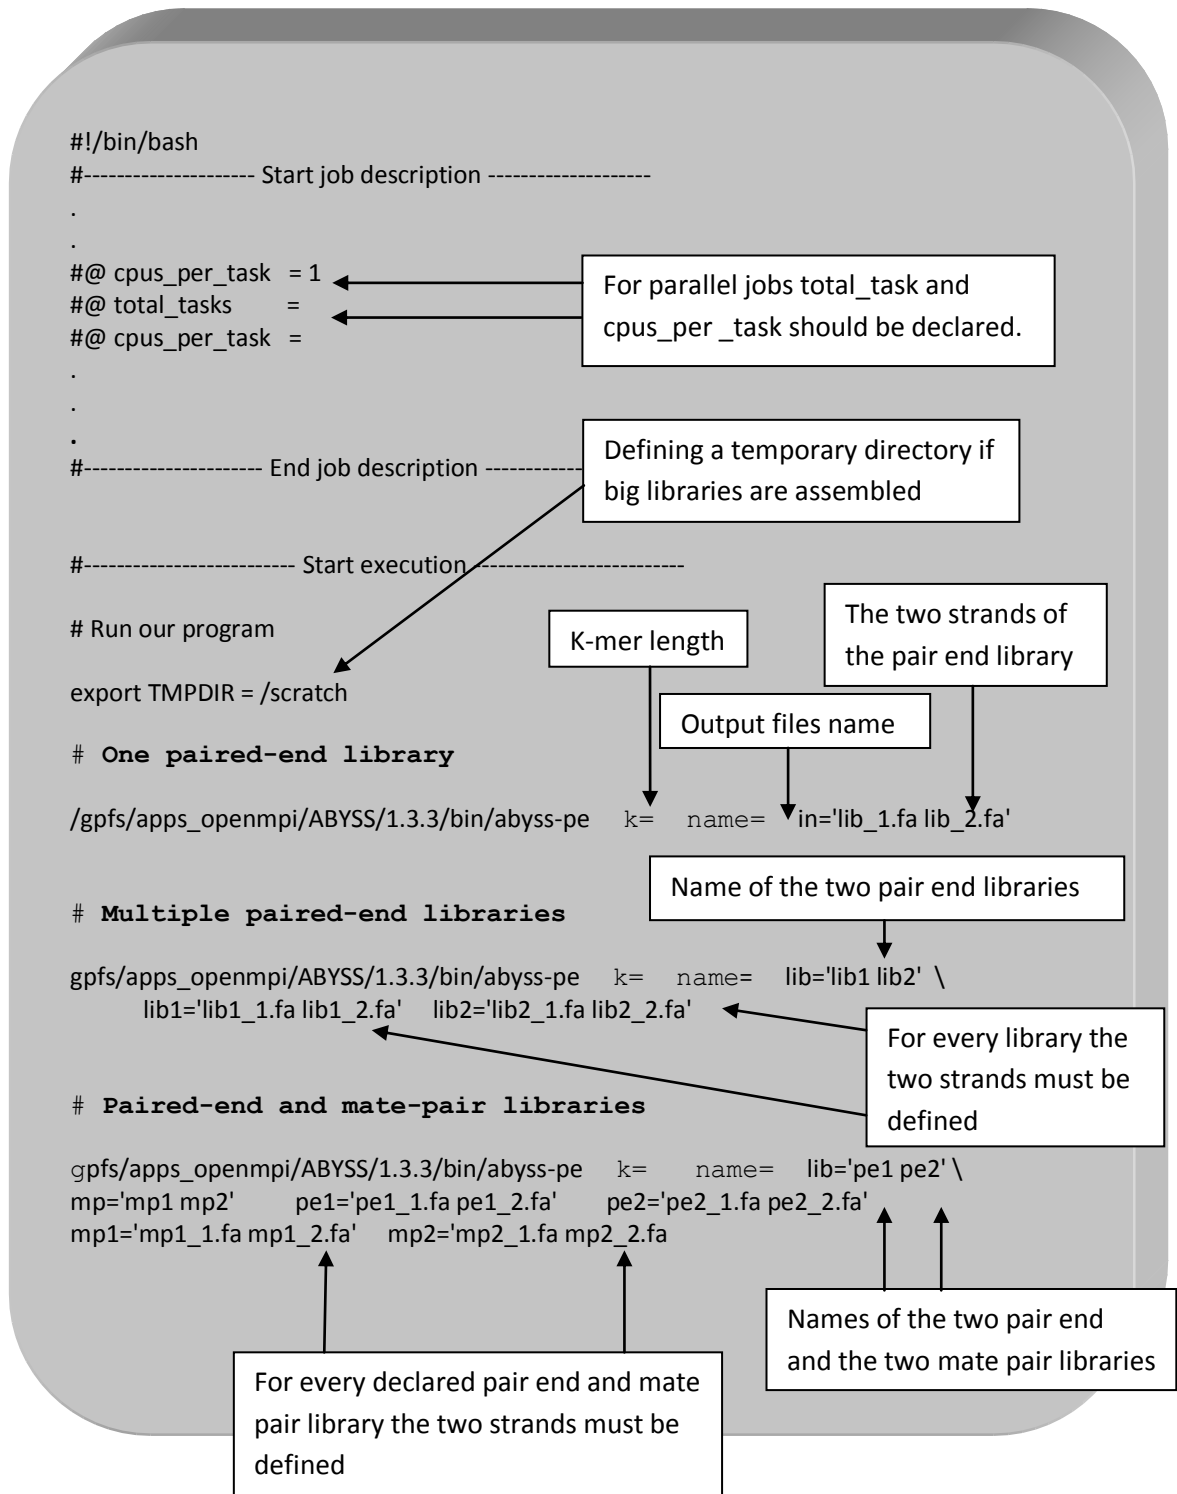 #!/bin/bash
#--------------------- Start job description --------------------
.
.
#@ cpus_per_task = 1
#@ total_tasks =
#@ cpus_per_task =
For parallel jobs total_task and
cpus_per _task should be declared.
.
.
.
#---------------------- End job description ------------
Defining a temporary directory if
big libraries are assembled
#-------------------------- Start execution --------------------------
# Run our program
K-mer length
The two strands of
the pair end library
export TMPDIR = /scratch
Output files name
# One paired-end library
/gpfs/apps_openmpi/ABYSS/1.3.3/bin/abyss-pe k= name= in='lib_1.fa lib_2.fa'
Name of the two pair end libraries
# Multiple paired-end libraries
gpfs/apps_openmpi/ABYSS/1.3.3/bin/abyss-pe k= name= lib='lib1 lib2' \
lib1='lib1_1.fa lib1_2.fa' lib2='lib2_1.fa lib2_2.fa'
For every library the
two strands must be
defined
# Paired-end and mate-pair libraries
gpfs/apps_openmpi/ABYSS/1.3.3/bin/abyss-pe k= name= lib='pe1 pe2' \
mp='mp1 mp2' pe1='pe1_1.fa pe1_2.fa' pe2='pe2_1.fa pe2_2.fa'
mp1='mp1_1.fa mp1_2.fa' mp2='mp2_1.fa mp2_2.fa
Names of the two pair end
and the two mate pair libraries
For every declared pair end and mate
pair library the two strands must be
defined